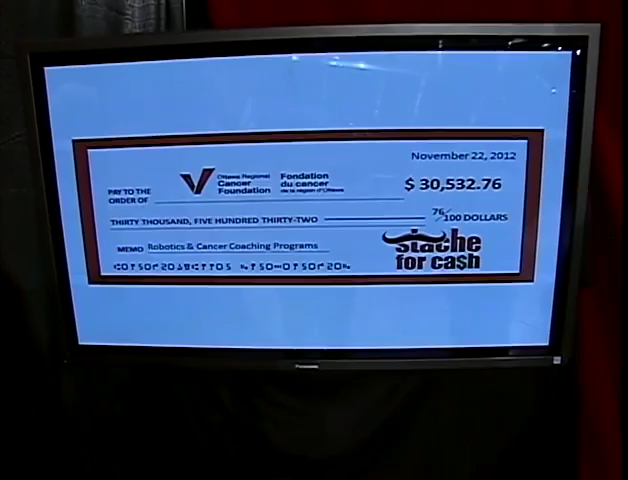 November 22, 2012
Ottawa Regional
Cancer
Foundation
Fondation
du cancer
de la région d'Ottawa
$ 30,532.76
PAY TO THE
ORDER OF
THIRTY THOUSAND, FIVE HUNDRED THIRTY-TWO 76/100 DOLLARS
MEMO Robotics & Cancer Coaching Programs
stache
for ca$h
Panasonic